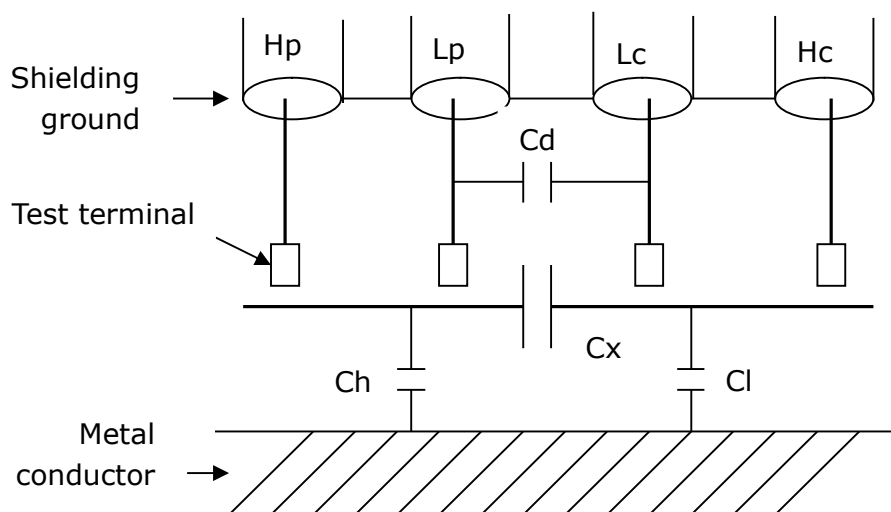 Hp
Lp
Lc
Hc
Shielding
ground
Cd
Test terminal
Cx
Ch
Cl
Metal
conductor